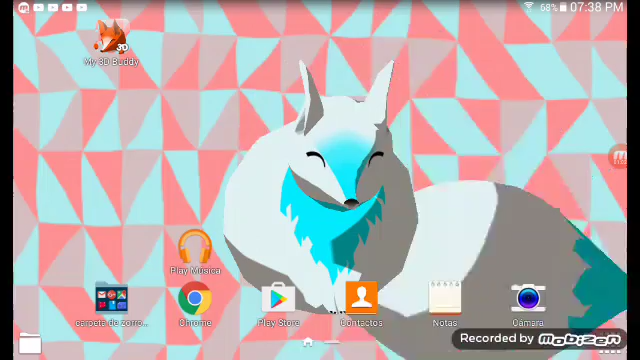 68% 07:38 PM
3D
My 3D Buddy
Play Música
carpeta de zorro...
Chrome
Play Store
Contactos
Notas
Cámara
Recorded by MOBIZEN